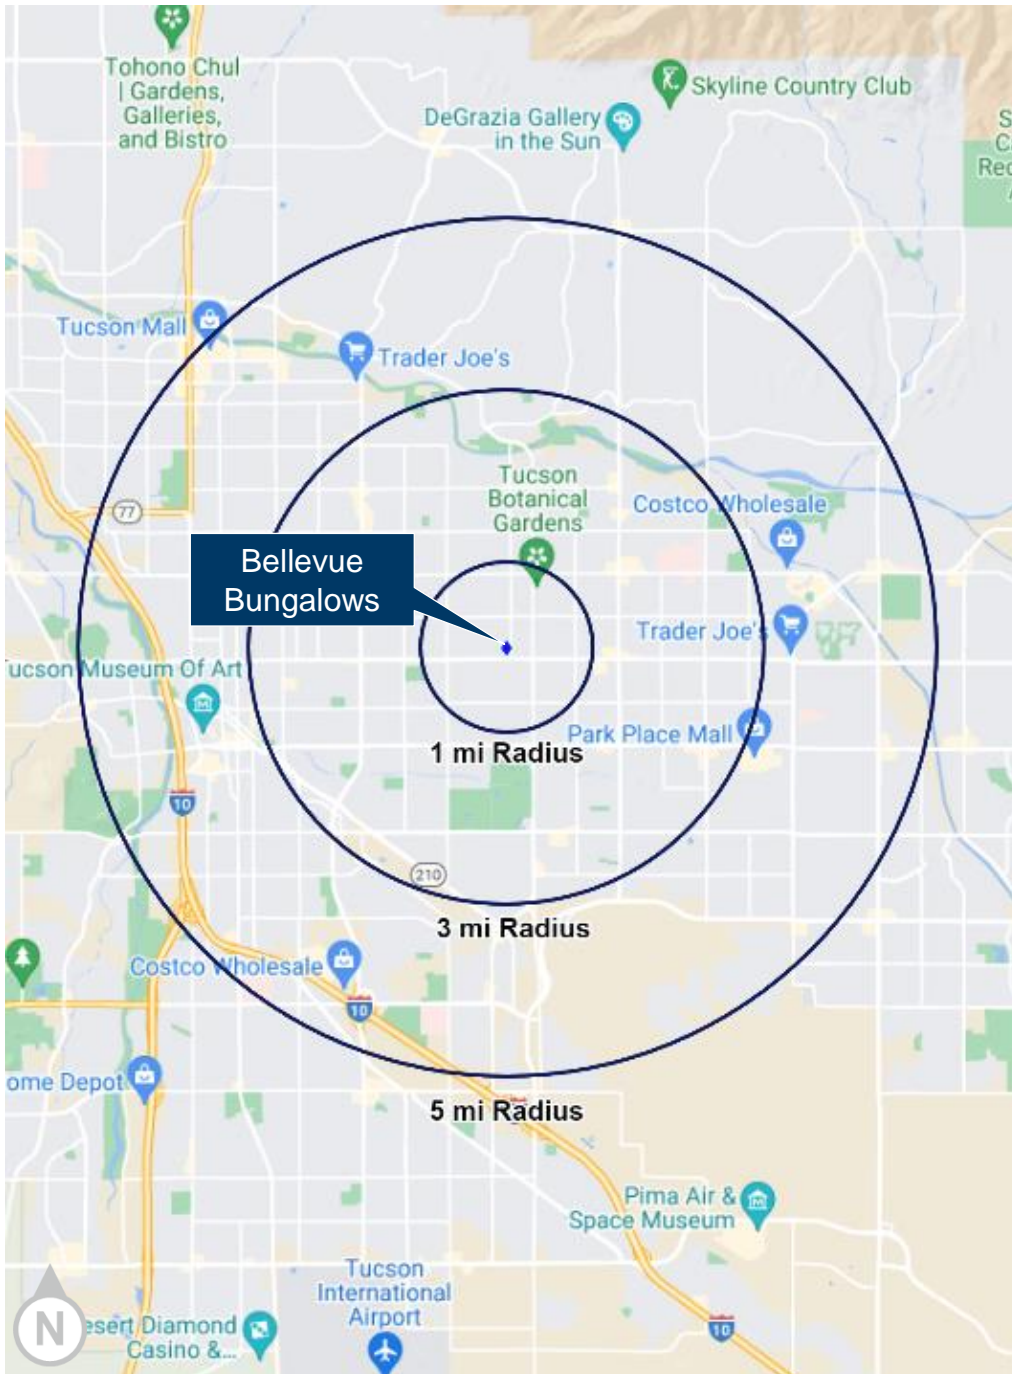 Tohono Chul
| Gardens,
Galleries,
and Bistro
Skyline Country Club
DeGrazia Gallery
in the Sun
S
C
Rec
Tucson Mall
Trader Joe's
Tucson
Botanical
Gardens
Costco Wholesale
77
Bellevue
Bungalows
Trader Joe's
ucson Museum Of Art
Park Place Mall
1 mi Radius
10
210
3 mi Radius
Costco Wholesale
10
ome Depot
5 mi Radius
Pima Air &
Space Museum
Tucson
International
Airport
10
N
esert Diamond
Casino &...